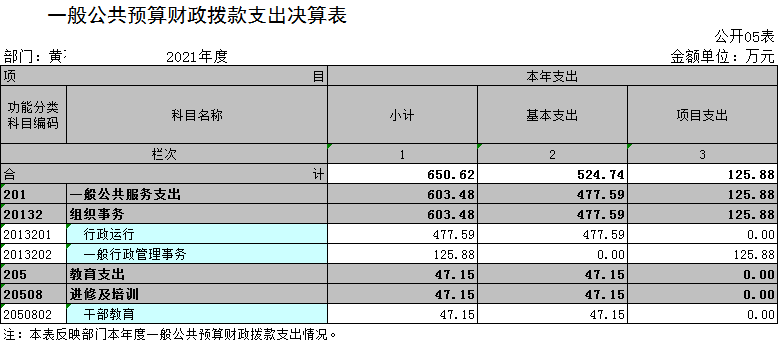 一般公共预算财政拨款支出决算表
公开05表
部门：黄 2021年度 金额单位：万元
项 目 本年支出
功能分类科目编码 科目名称 小计 基本支出 项目支出
栏次 1 2 3
合 计 650.62 524.74 125.88
201 一般公共服务支出 603.48 477.59 125.88
20132 组织事务 603.48 477.59 125.88
2013201 行政运行 477.59 477.59 0.00
2013202 一般行政管理事务 125.88 0.00 125.88
205 教育支出 47.15 47.15 0.00
20508 进修及培训 47.15 47.15 0.00
2050802 干部教育 47.15 47.15 0.00
注：本表反映部门本年度一般公共预算财政拨款支出情况。